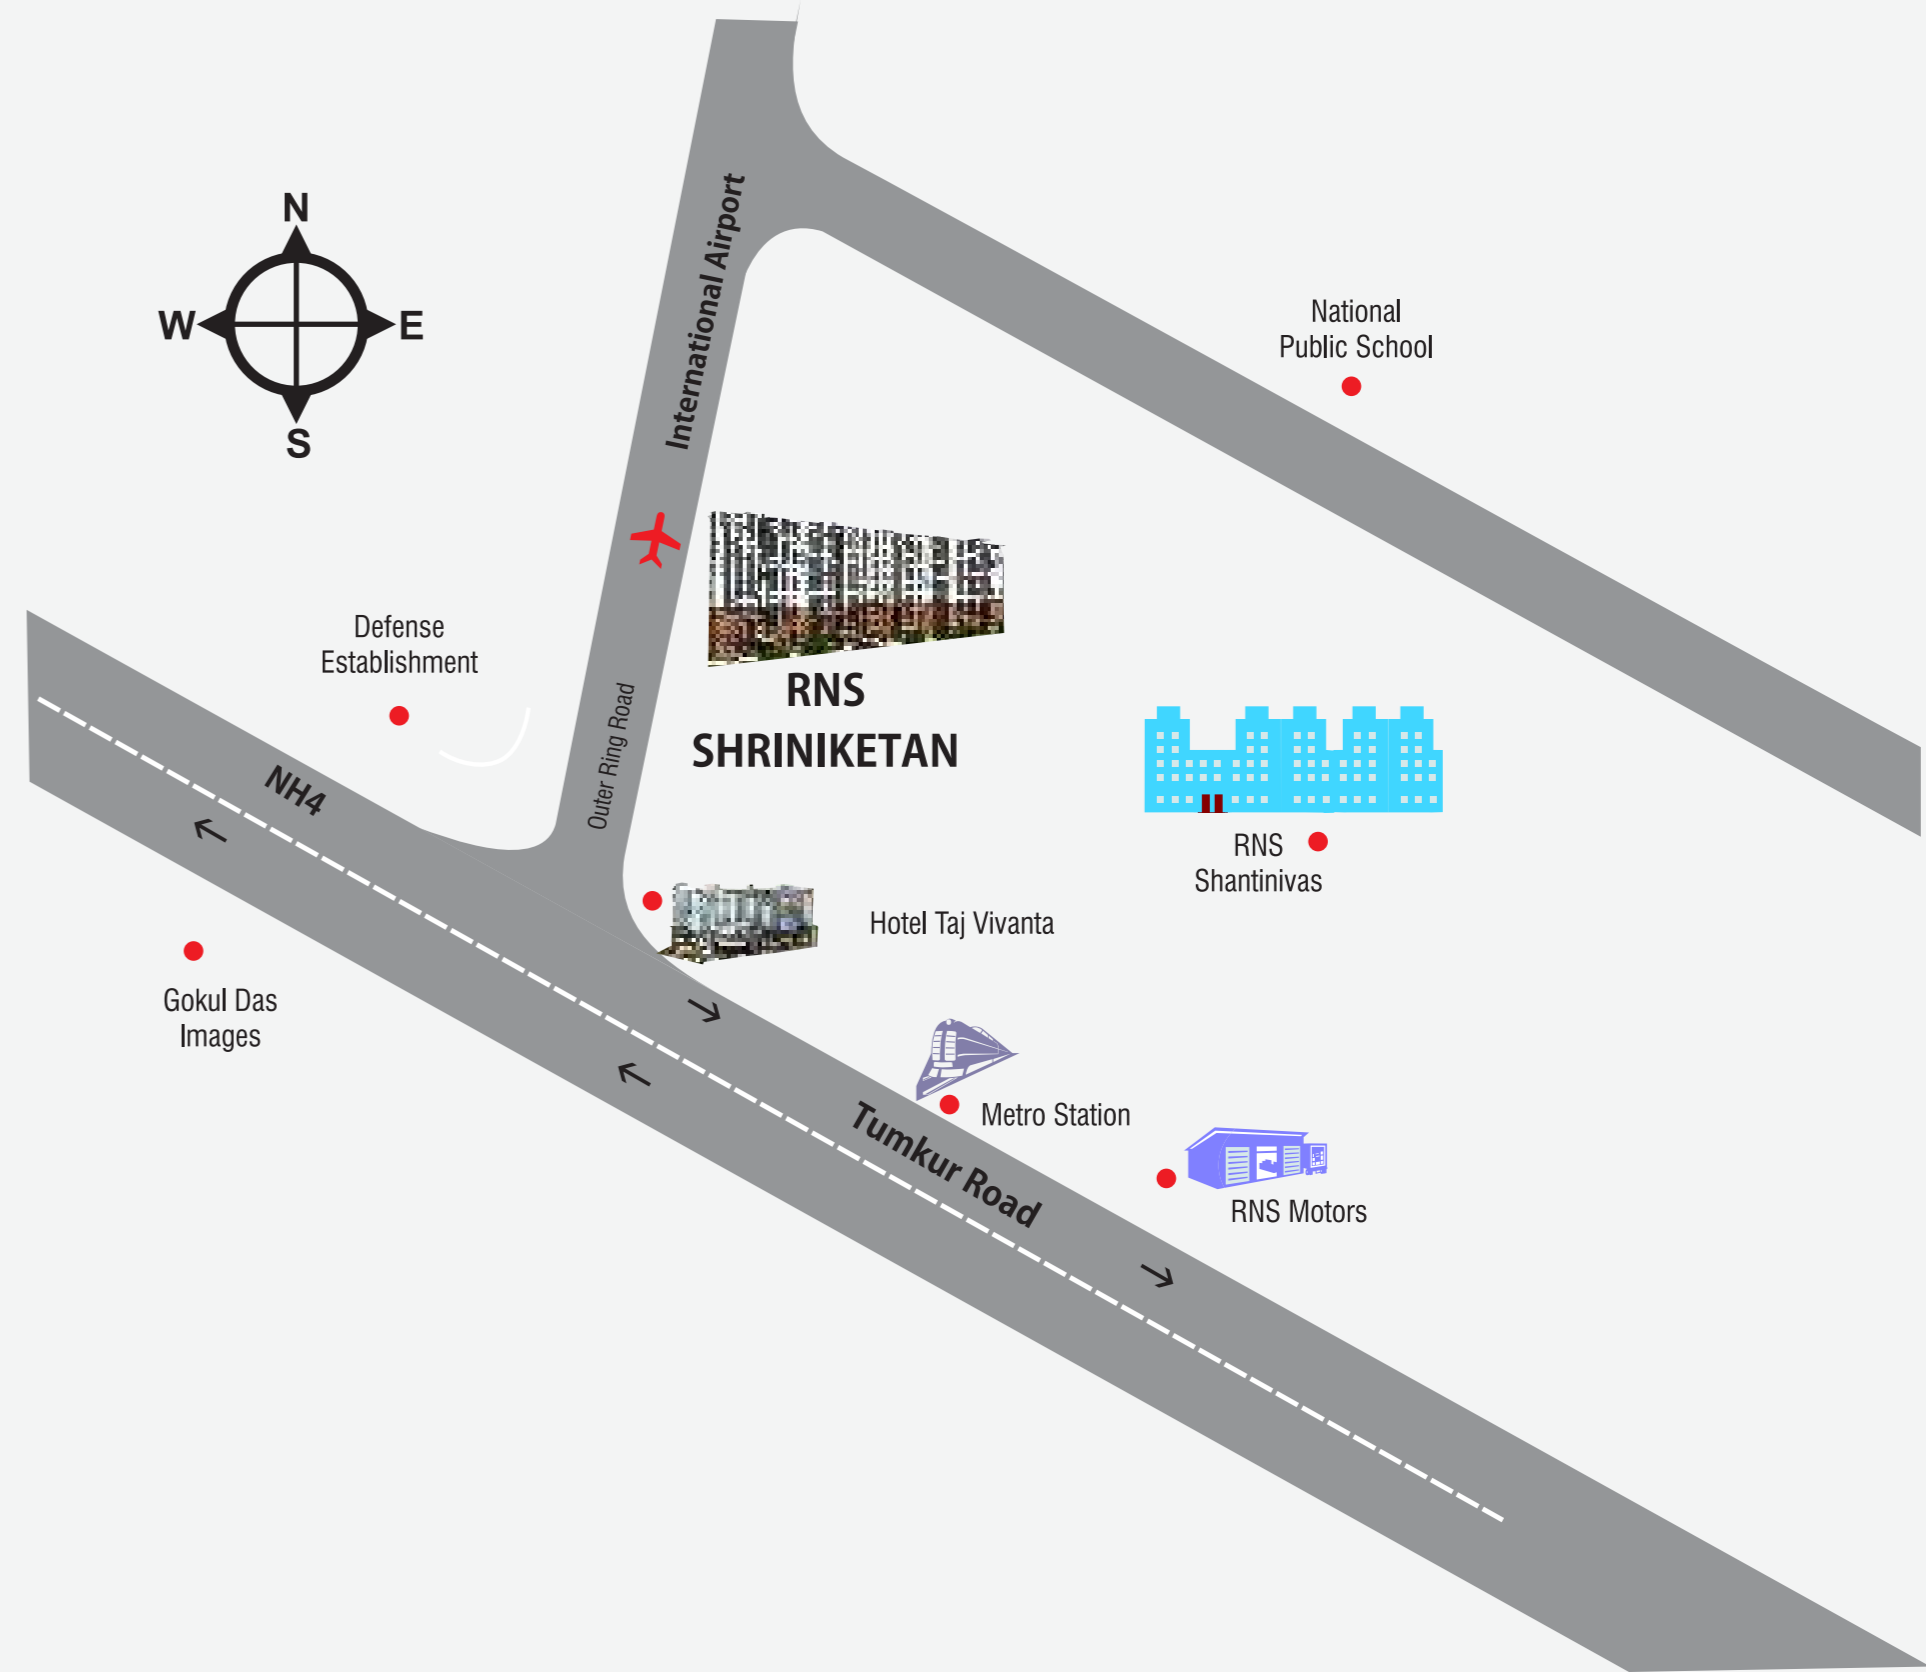 N
W
E
S
International Airport
National
Public School
Defense
Establishment
RNS
SHRINIKETAN
Outer Ring Road
NH4
RNS
Shantinivas
Hotel Taj Vivanta
Gokul Das
Images
Metro Station
Tumkur Road
RNS Motors